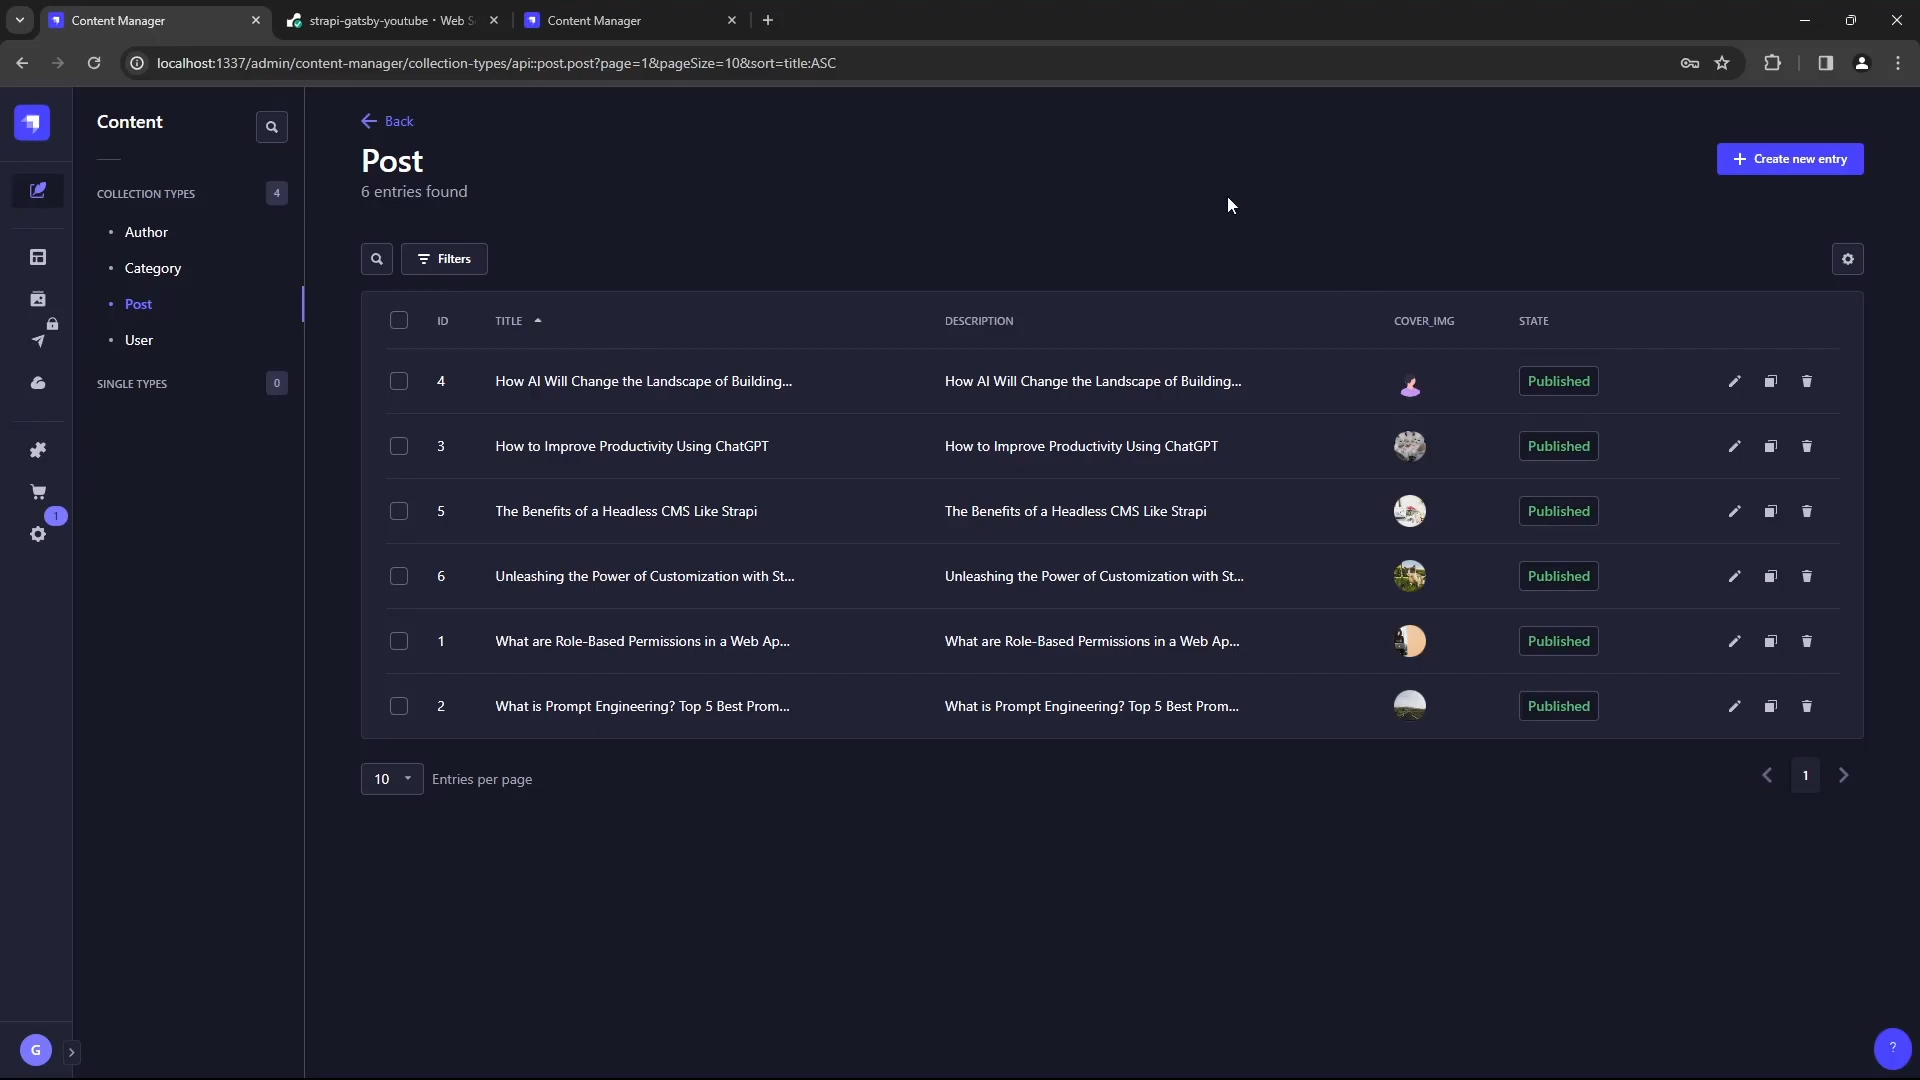 Content Manager
strapi-gatsby-youtube · Web S
Content Manager
localhost:1337/admin/content-manager/collection-types/api::post.post?page=1&pageSize=10&sort=title:ASC
Content
COLLECTION TYPES 4
Author
Category
Post
User
SINGLE TYPES 0
1
G
Back
Post
6 entries found
Create new entry
Filters
ID TITLE DESCRIPTION COVER_IMG STATE
4 How AI Will Change the Landscape of Building... How AI Will Change the Landscape of Building... Published
3 How to Improve Productivity Using ChatGPT How to Improve Productivity Using ChatGPT Published
5 The Benefits of a Headless CMS Like Strapi The Benefits of a Headless CMS Like Strapi Published
6 Unleashing the Power of Customization with St... Unleashing the Power of Customization with St... Published
1 What are Role-Based Permissions in a Web Ap... What are Role-Based Permissions in a Web Ap... Published
2 What is Prompt Engineering? Top 5 Best Prom... What is Prompt Engineering? Top 5 Best Prom... Published
10 Entries per page
1
?